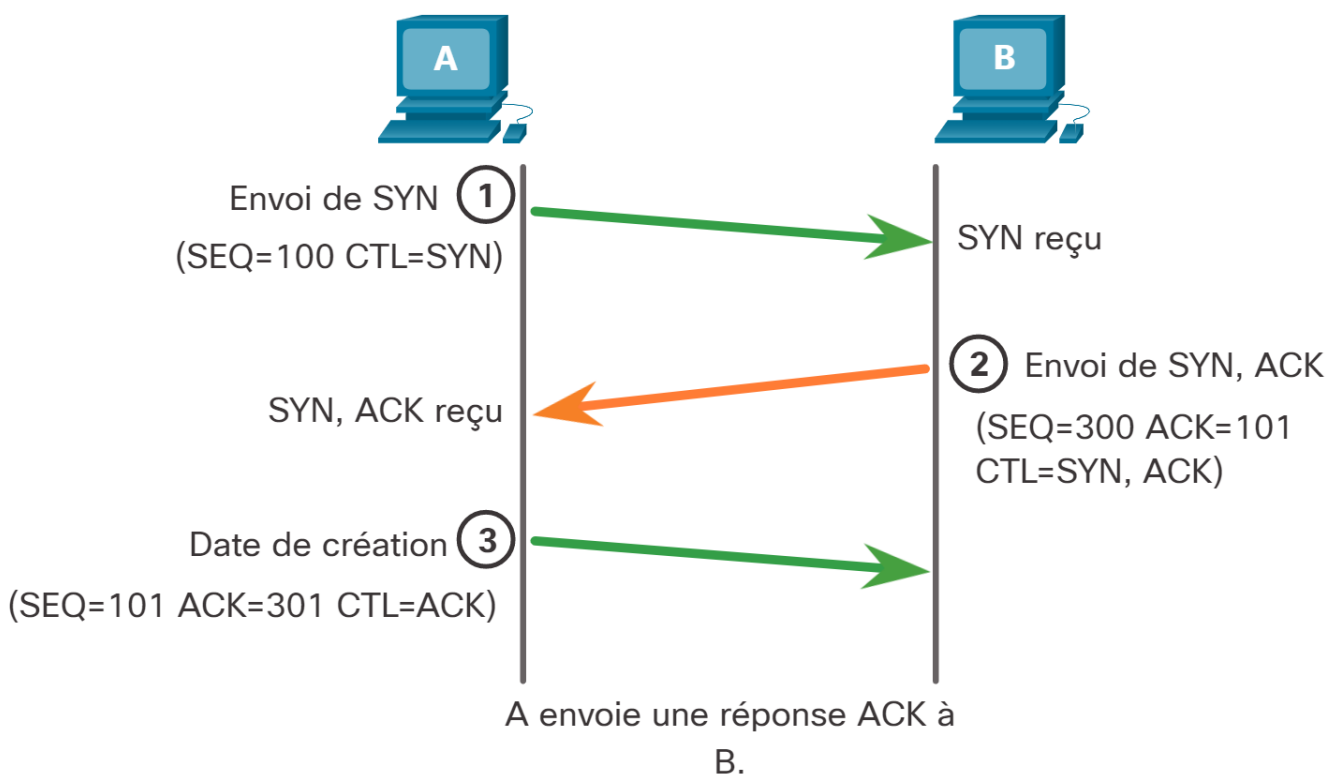 A
B
Envoi de SYN 1
(SEQ=100 CTL=SYN)
SYN reçu
2 Envoi de SYN, ACK
(SEQ=300 ACK=101
CTL=SYN, ACK)
SYN, ACK reçu
Date de création 3
(SEQ=101 ACK=301 CTL=ACK)
A envoie une réponse ACK à
B.